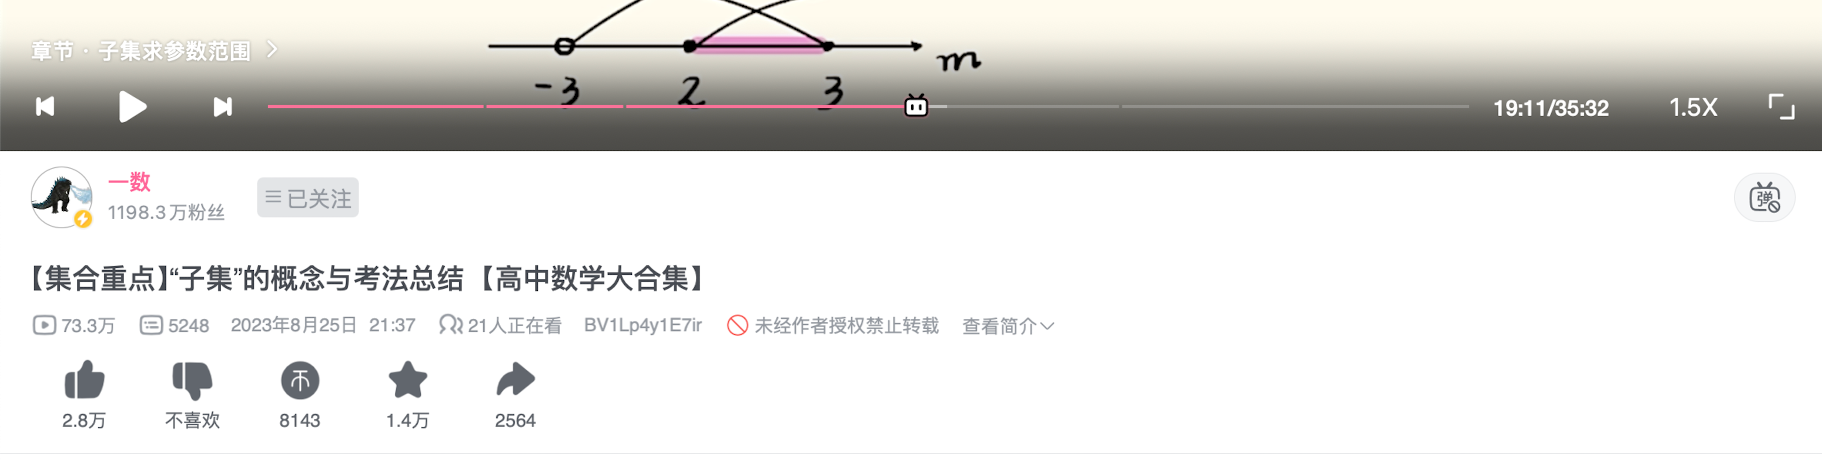 章节 · 子集求参数范围
m
-3 2 3
19:11/35:32 1.5X
一数
1198.3万粉丝
已关注
弹
【集合重点】“子集”的概念与考法总结【高中数学大合集】
73.3万 5248 2023年8月25日 21:37 21人正在看 BV1Lp4y1E7ir 未经作者授权禁止转载 查看简介
2.8万 不喜欢 8143 1.4万 2564